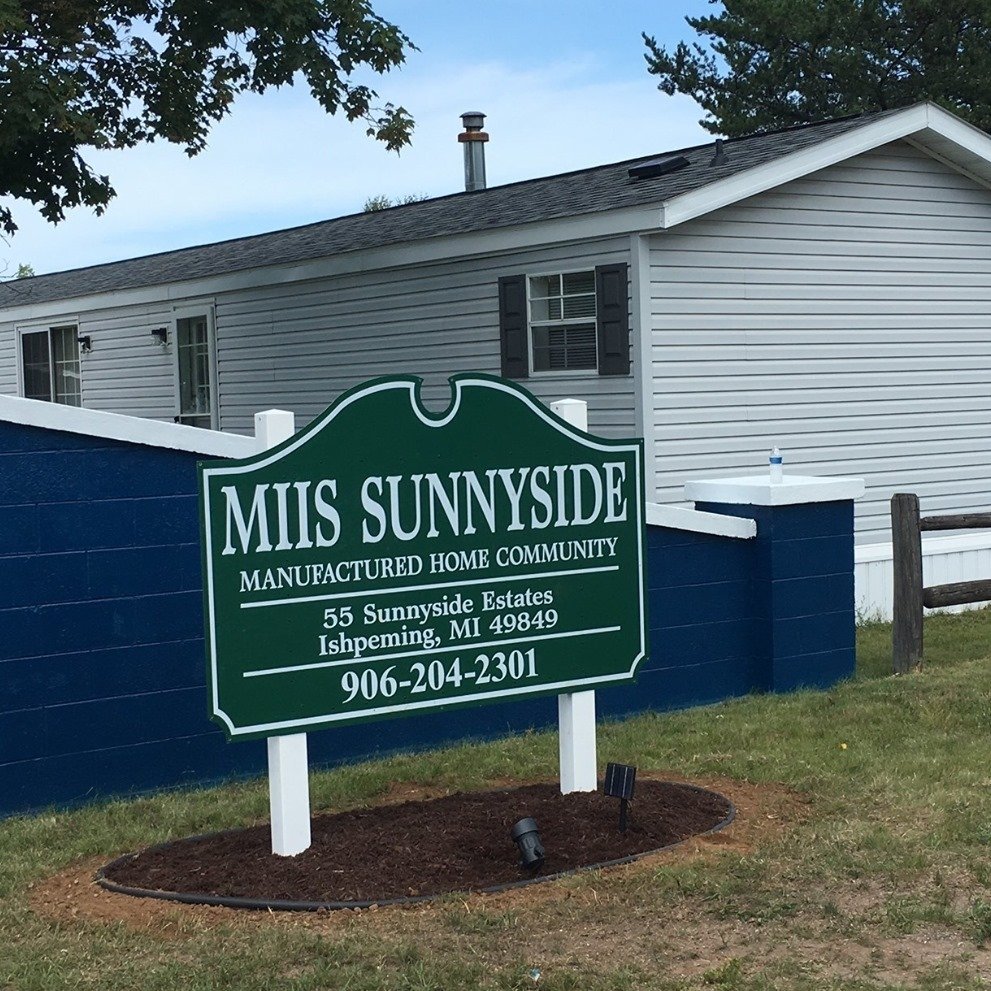 MIIS SUNNYSIDE
MANUFACTURED HOME COMMUNITY
55 Sunnyside Estates
Ishpeming, MI 49849
906-204-2301